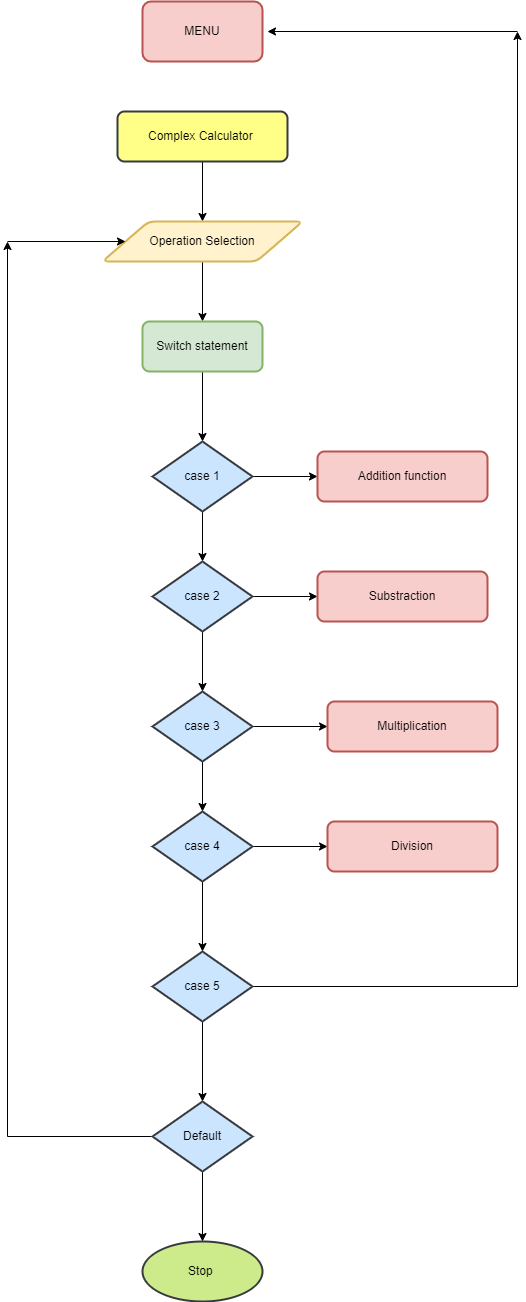 MENU
Complex Calculator
Operation Selection
Switch statement
case 1
Addition function
case 2
Substraction
case 3
Multiplication
case 4
Division
case 5
Default
Stop